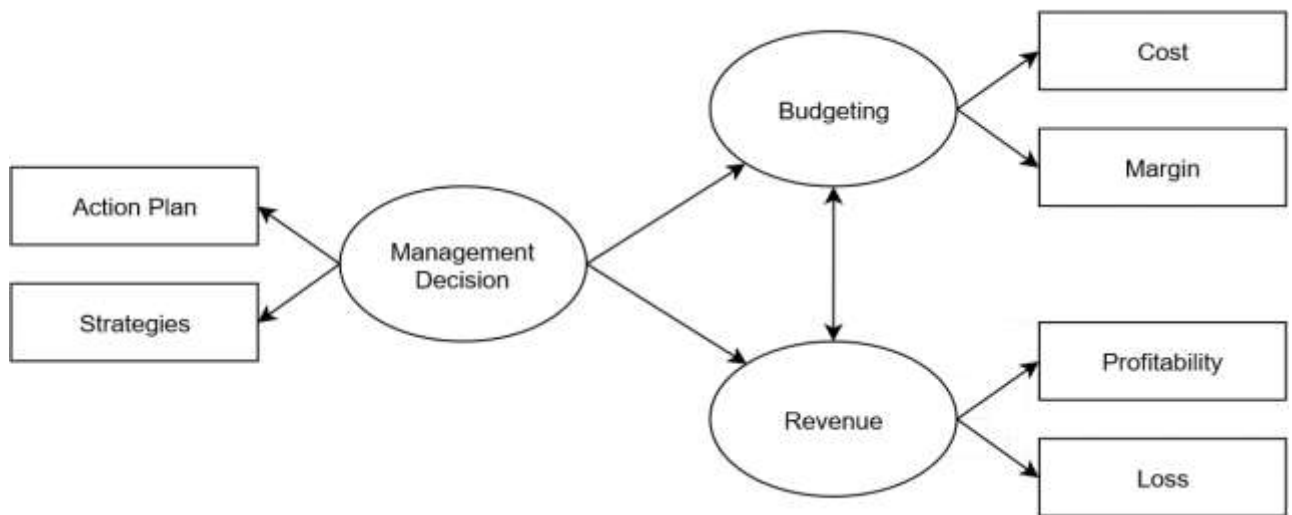 Cost
Budgeting
Margin
Action Plan
Management
Decision
Strategies
Profitability
Revenue
Loss